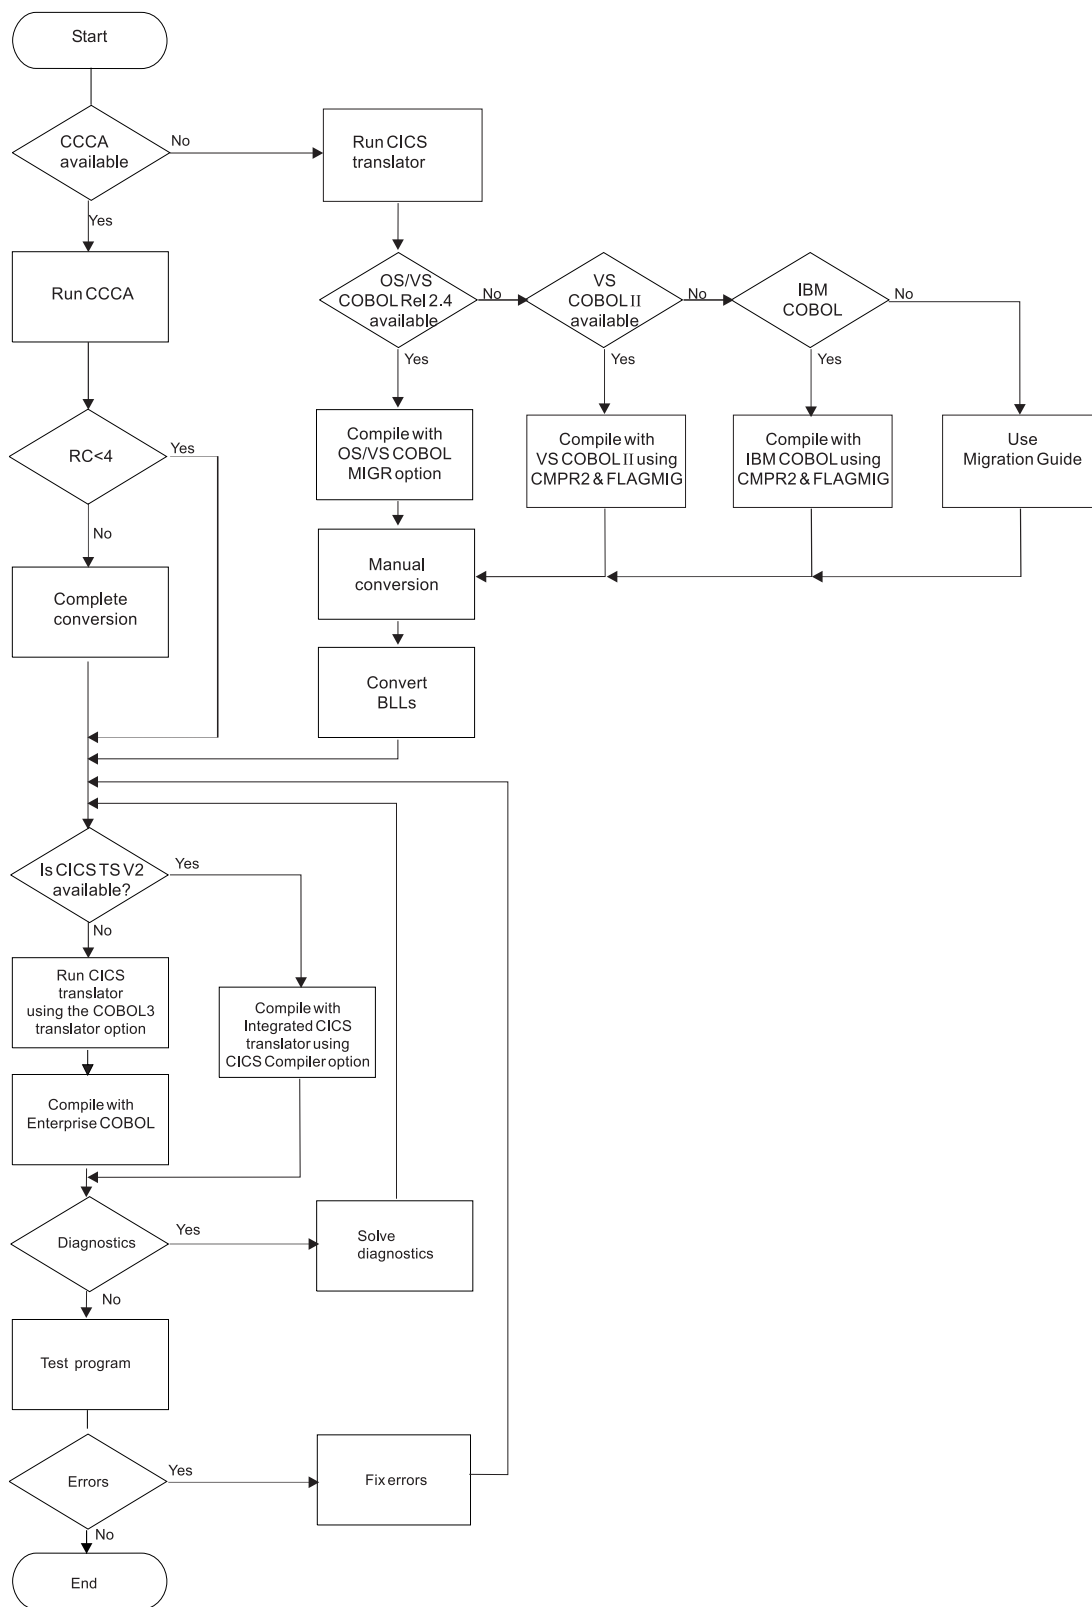 Start
CCCA
available
No
Yes
Run CICS
translator
Run CCCA
OS/VS
COBOL Rel 2.4
available
No
Yes
VS
COBOL II
available
No
Yes
IBM
COBOL
No
Yes
RC<4
Yes
No
Compile with
OS/VS COBOL
MIGR option
Compile with
VS COBOL II using
CMPR2 & FLAGMIG
Compile with
IBM COBOL using
CMPR2 & FLAGMIG
Use
Migration Guide
Complete
conversion
Manual
conversion
Convert
BLLs
Is CICS TS V2
available?
Yes
No
Run CICS
translator
using the COBOL3
translator option
Compile with
Integrated CICS
translator using
CICS Compiler option
Compile with
Enterprise COBOL
Diagnostics
Yes
No
Solve
diagnostics
Test program
Errors
Yes
No
Fix errors
End